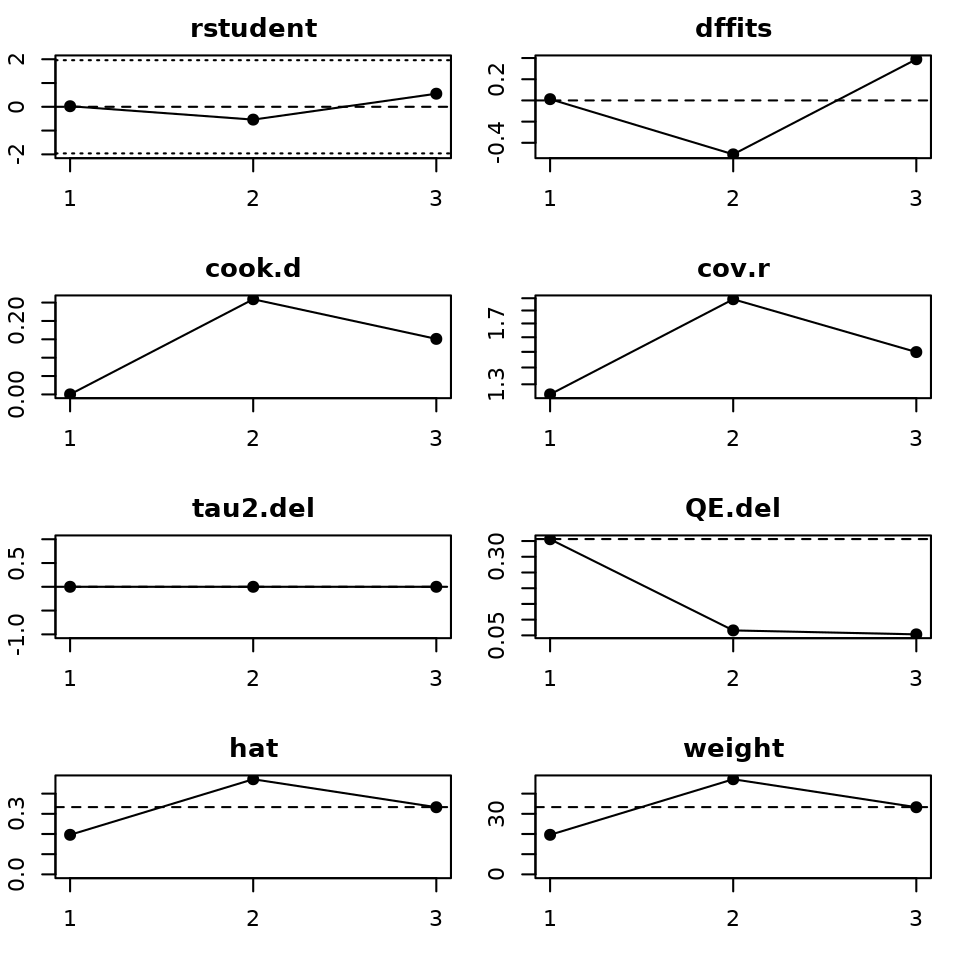 rstudent
2
0
-2
1 2 3
dffits
0.2
-0.4
1 2 3
cook.d
0.20
0.00
1 2 3
cov.r
1.7
1.3
1 2 3
tau2.del
0.5
-1.0
1 2 3
QE.del
0.30
0.05
1 2 3
hat
0.3
0.0
1 2 3
weight
30
0
1 2 3